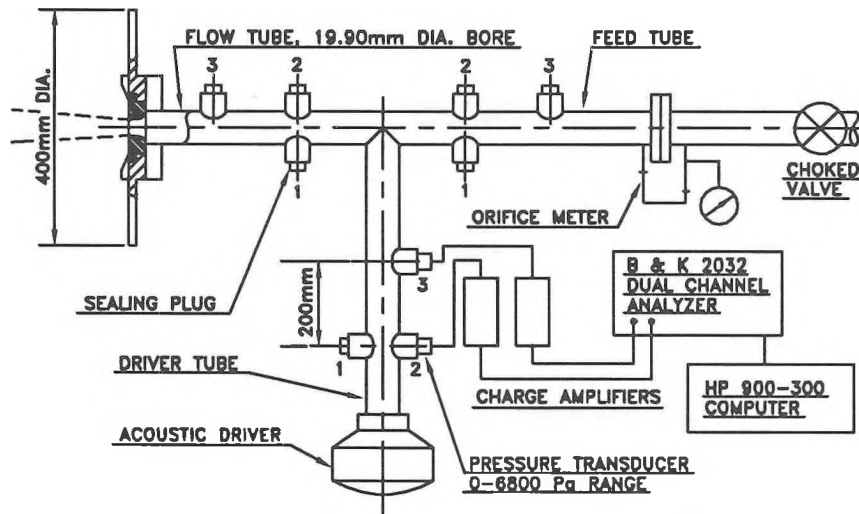 FLOW TUBE, 19.90mm DIA. BORE
FEED TUBE
3
2
2
3
400mm DIA.
1
1
CHOKED
VALVE
ORIFICE METER
3
B & K 2032
DUAL CHANNEL
ANALYZER
SEALING PLUG
200mm
1
2
DRIVER TUBE
CHARGE AMPLIFIERS
HP 900-300
COMPUTER
ACOUSTIC DRIVER
PRESSURE TRANSDUCER
0-6800 Pa RANGE